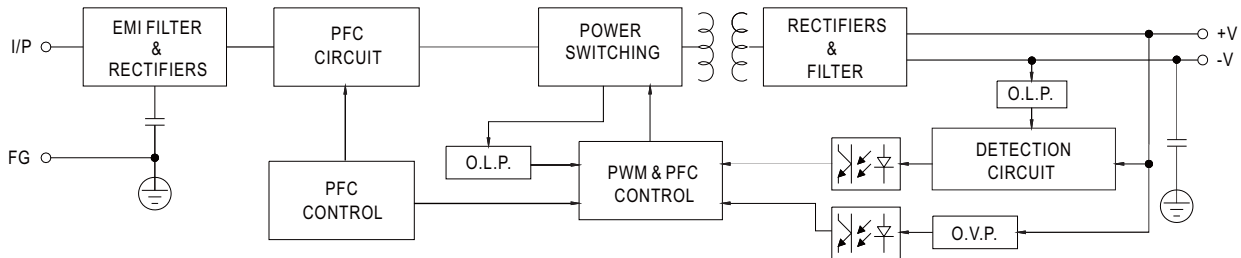 I/P
EMI FILTER
&
RECTIFIERS
PFC
CIRCUIT
POWER
SWITCHING
RECTIFIERS
&
FILTER
+V
-V
O.L.P.
FG
O.L.P.
PFC
CONTROL
PWM & PFC
CONTROL
DETECTION
CIRCUIT
O.V.P.